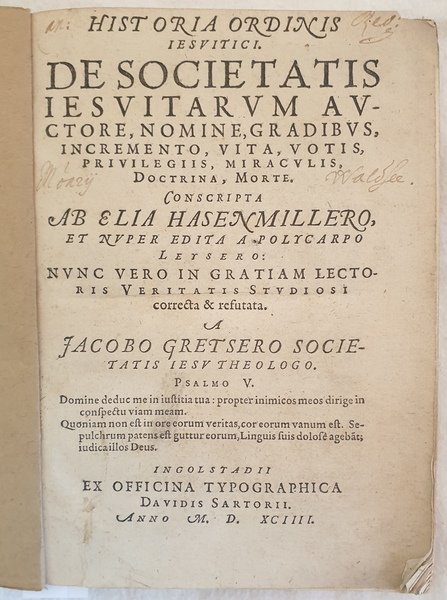 HISTORIA ORDINIS
IESVITICI.
DE SOCIETATIS
IESVITARVM AV-
CTORE, NOMINE, GRADIBVS,
INCREMENTO, VITA, VOTIS,
PRIVILEGIIS, MIRACVLIS,
DOCTRINA, MORTE.
CONSCRIPTA
AB ELIA HASENMILLERO,
ET NVPER EDITA A POLYCARPO
LEYSERO:
NVNC VERO IN GRATIAM LECTO-
RIS VERITATIS STVDIOSI
correcta & refutata.
A
JACOBO GRETSERO SOCIE-
TATIS IESV THEOLOGO.
PSALMO V.
Domine deduc me in iustitia tua: propter inimicos meos dirige in
conspectu viam meam.
Quoniam non est in ore eorum veritas, cor eorum vanum est. Se-
pulchrum patens est guttur eorum, Linguis suis dolosè agebāt;
iudica illos Deus.
INGOLSTADII
EX OFFICINA TYPOGRAPHICA
DAVIDIS SARTORII.
ANNO M. D. XCIIII.